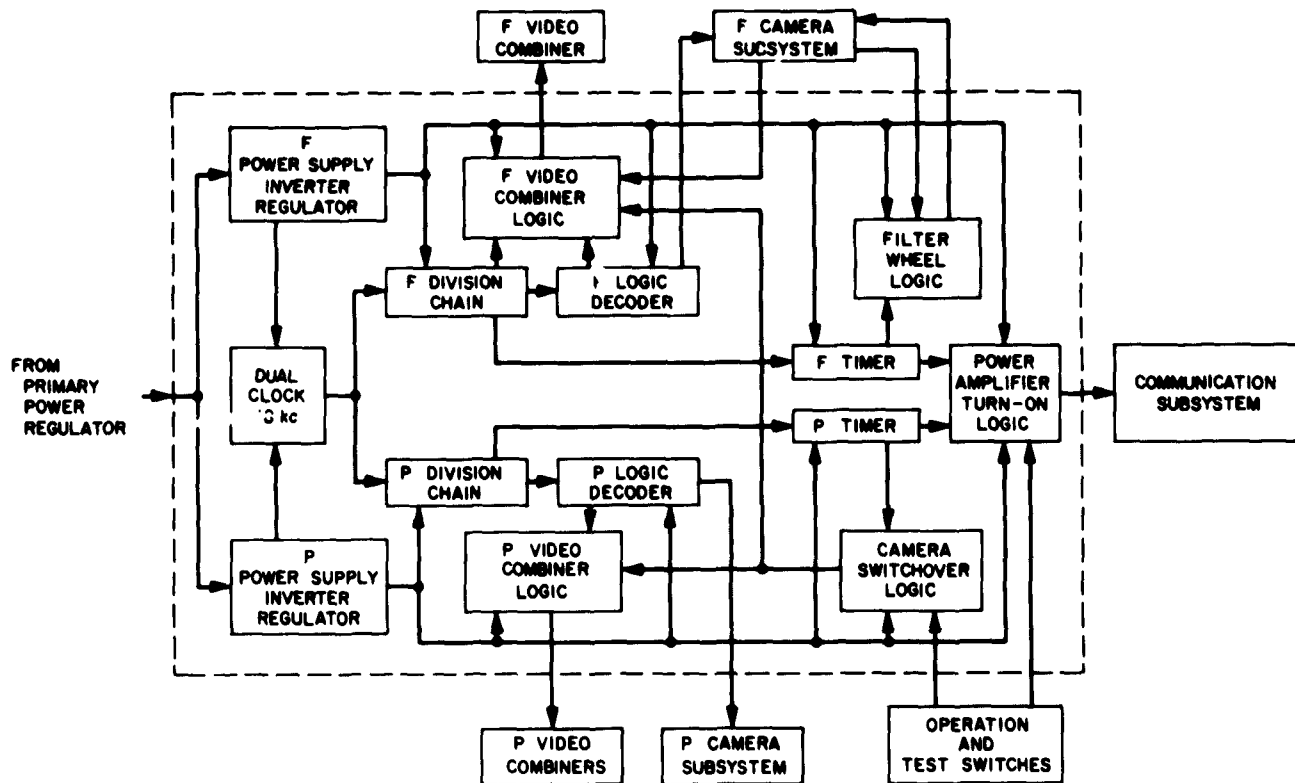 F VIDEO
COMBINER
F CAMERA
SUCSYSTEM
F
POWER SUPPLY
INVERTER
REGULATOR
F VIDEO
COMBINER
LOGIC
FILTER
WHEEL
LOGIC
F DIVISION
CHAIN
LOGIC
DECODER
FROM
PRIMARY
POWER
REGULATOR
DUAL
CLOCK
kc
F TIMER
POWER
AMPLIFIER
TURN-ON
LOGIC
COMMUNICATION
SUBSYSTEM
P TIMER
P DIVISION
CHAIN
P LOGIC
DECODER
P
POWER SUPPLY
INVERTER
REGULATOR
P VIDEO
COMBINER
LOGIC
CAMERA
SWITCHOVER
LOGIC
P VIDEO
COMBINERS
P CAMERA
SUBSYSTEM
OPERATION
AND
TEST SWITCHES